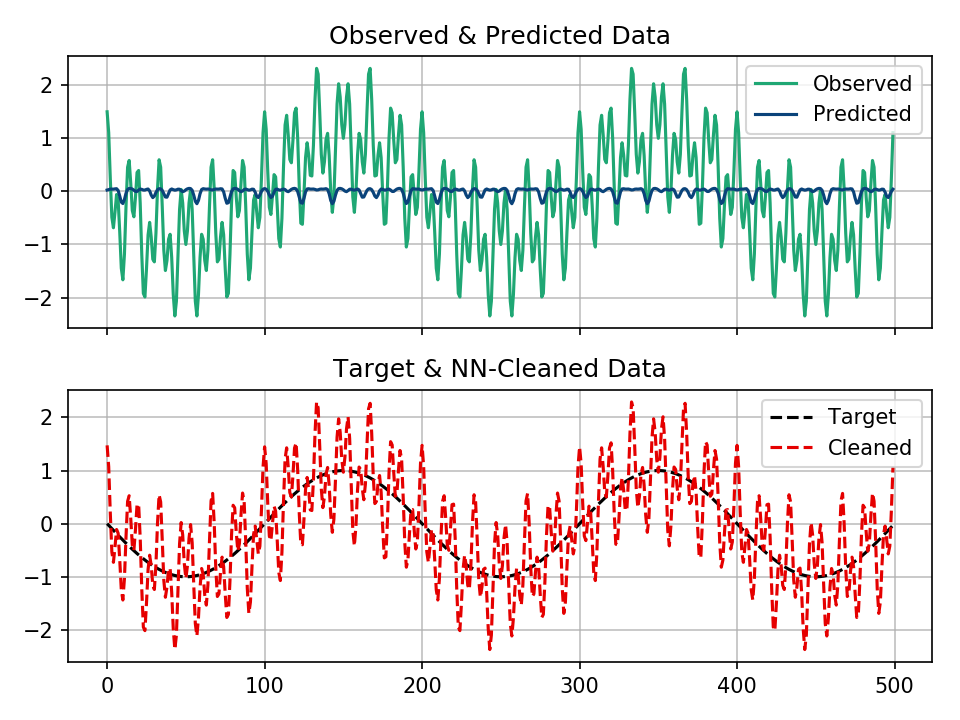 Observed & Predicted Data
2
1
0
−1
−2
Observed
Predicted
Target & NN-Cleaned Data
2
1
0
−1
−2
Target
Cleaned
0 100 200 300 400 500